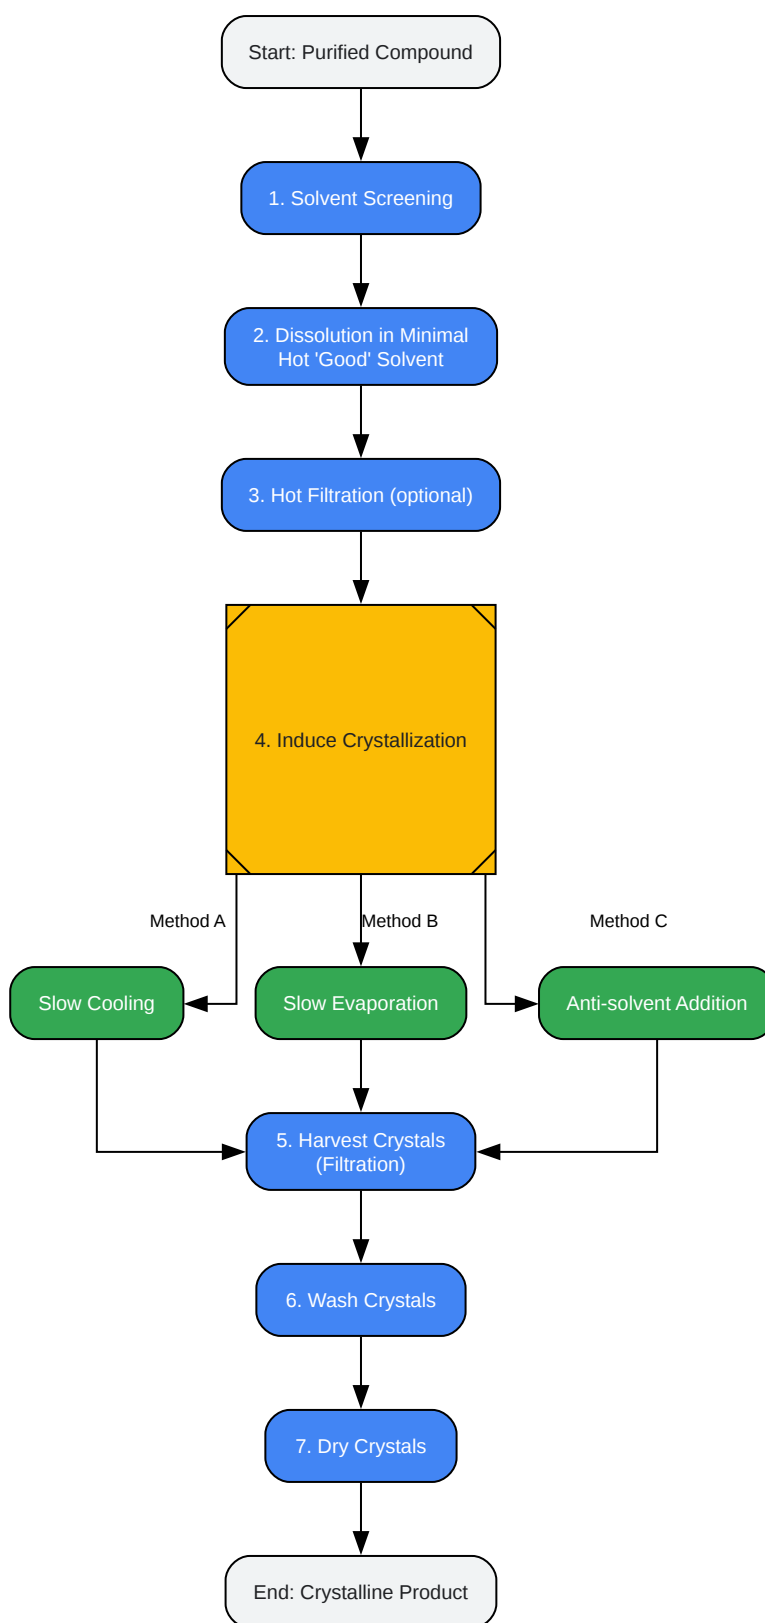 Start: Purified Compound
1. Solvent Screening
2. Dissolution in Minimal
Hot 'Good' Solvent
3. Hot Filtration (optional)
4. Induce Crystallization
Method A
Method B
Method C
Slow Cooling
Slow Evaporation
Anti-solvent Addition
5. Harvest Crystals
(Filtration)
6. Wash Crystals
7. Dry Crystals
End: Crystalline Product